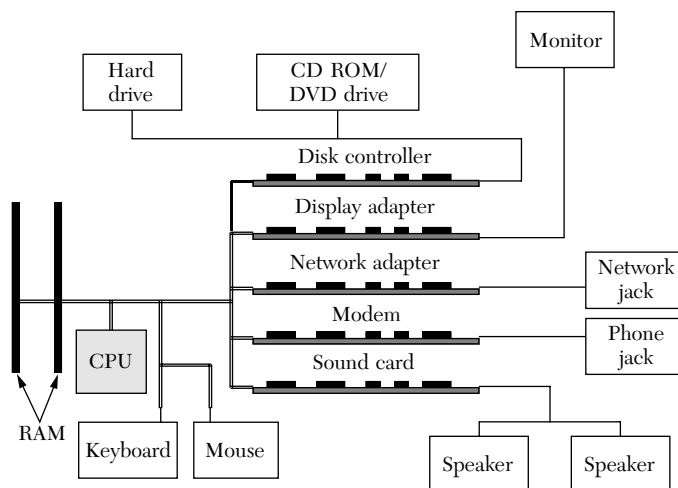 Monitor
Hard
drive
CD ROM/
DVD drive
Disk controller
Display adapter
Network adapter
Network
jack
Modem
Phone
jack
CPU
Sound card
RAM
Keyboard
Mouse
Speaker
Speaker